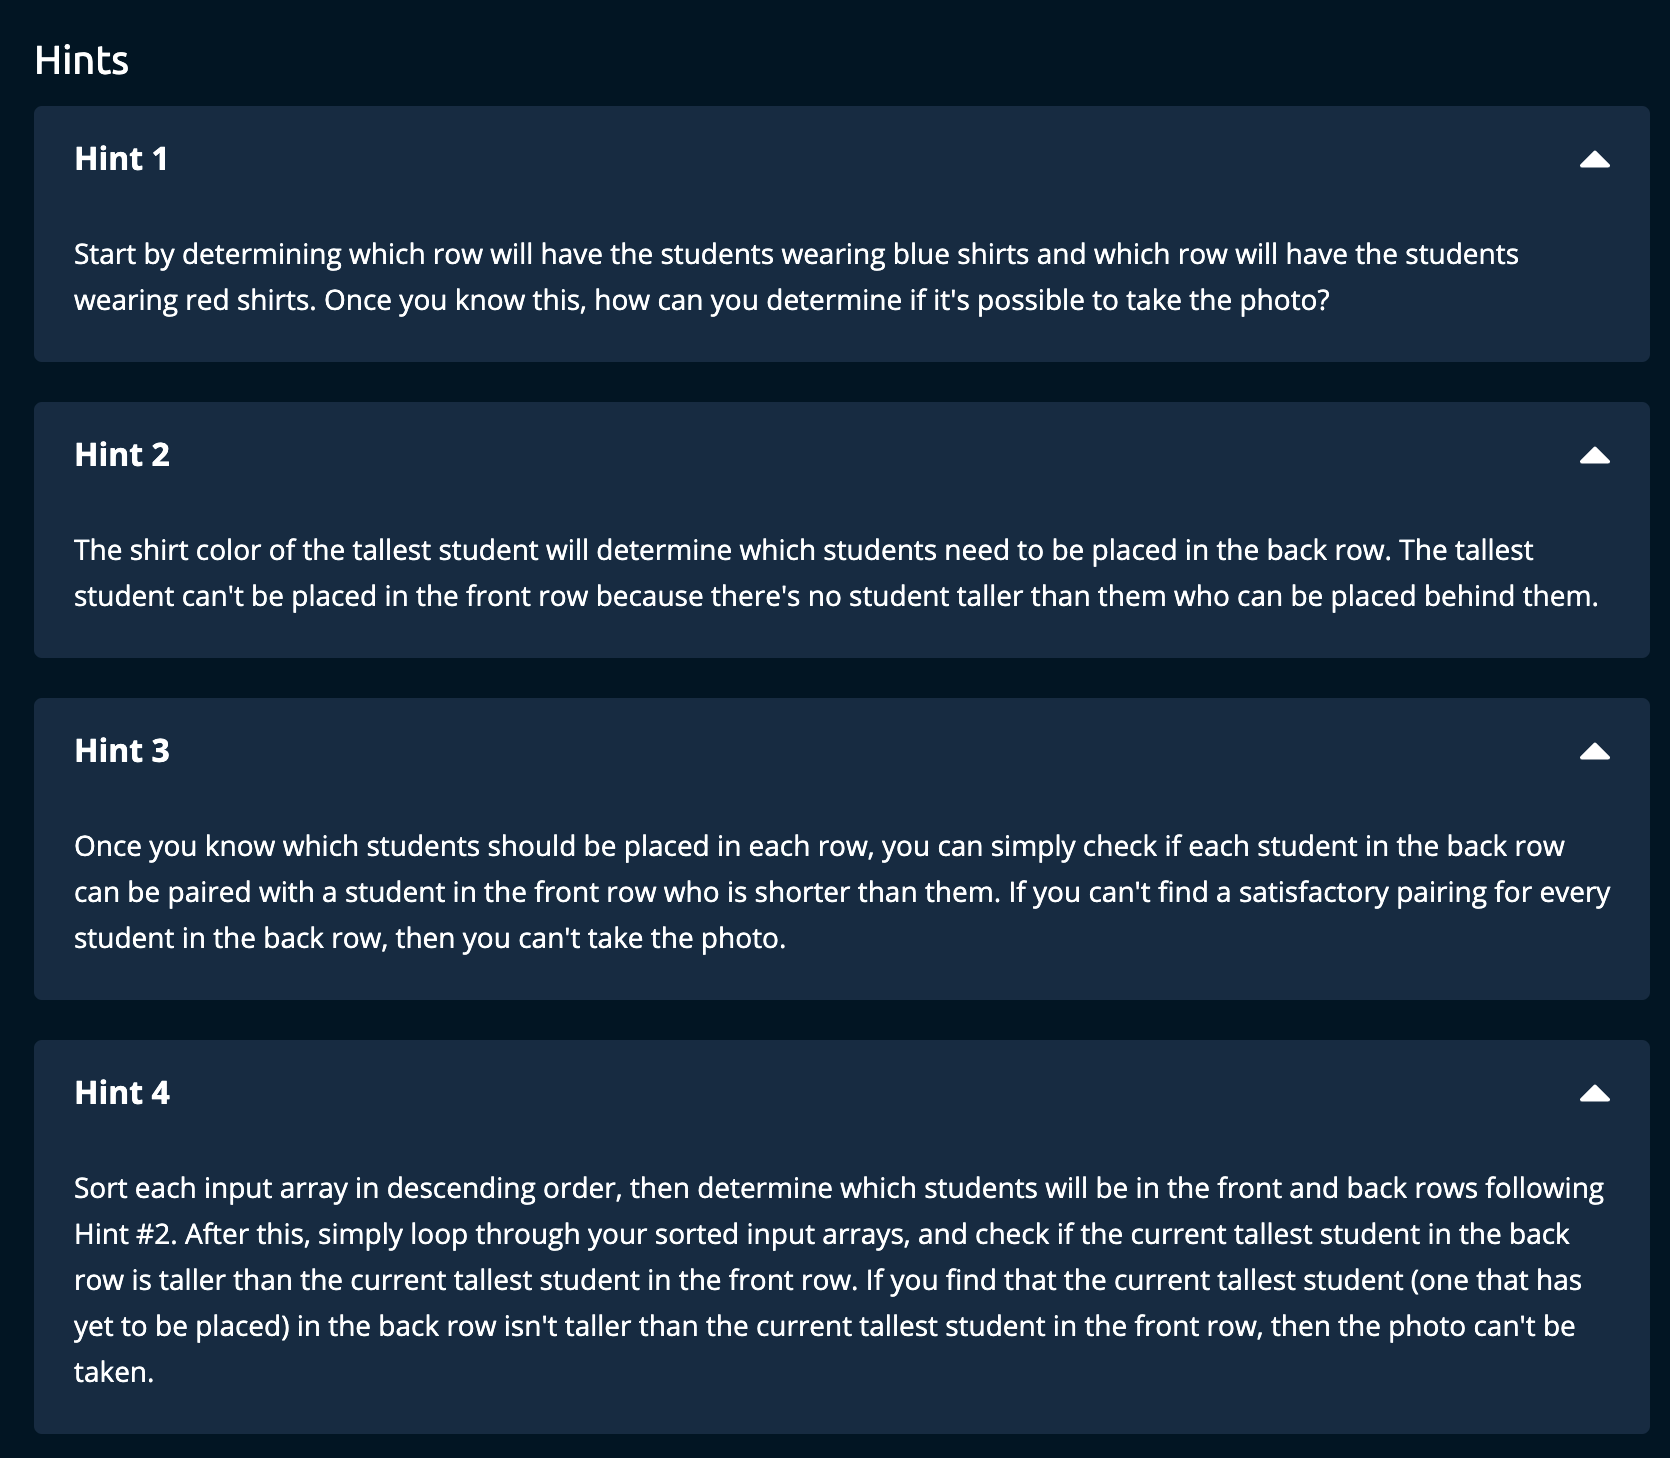 Hints
Hint 1
Start by determining which row will have the students wearing blue shirts and which row will have the students
wearing red shirts. Once you know this, how can you determine if it's possible to take the photo?
Hint 2
The shirt color of the tallest student will determine which students need to be placed in the back row. The tallest
student can't be placed in the front row because there's no student taller than them who can be placed behind them.
Hint 3
Once you know which students should be placed in each row, you can simply check if each student in the back row
can be paired with a student in the front row who is shorter than them. If you can't find a satisfactory pairing for every
student in the back row, then you can't take the photo.
Hint 4
Sort each input array in descending order, then determine which students will be in the front and back rows following
Hint #2. After this, simply loop through your sorted input arrays, and check if the current tallest student in the back
row is taller than the current tallest student in the front row. If you find that the current tallest student (one that has
yet to be placed) in the back row isn't taller than the current tallest student in the front row, then the photo can't be
taken.